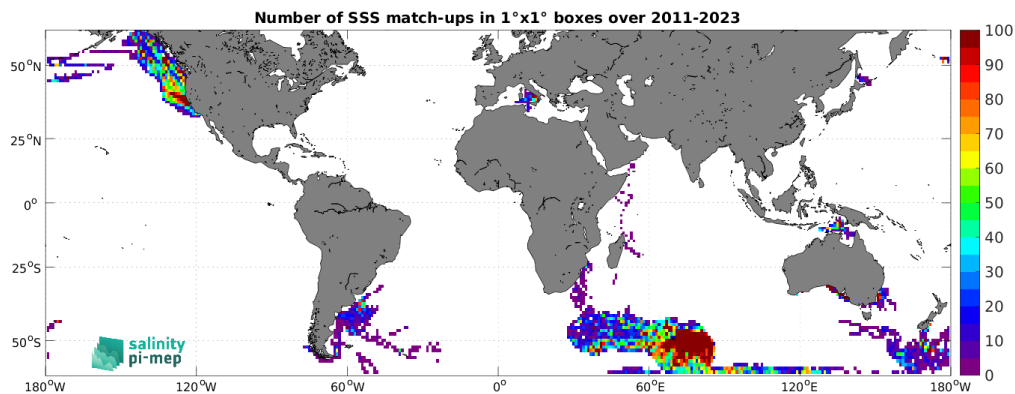 Number of SSS match-ups in 1°x1° boxes over 2011-2023
50°N
25°N
0°
25°S
50°S
180°W
120°W
60°W
0°
60°E
120°E
180°W
100
90
80
70
60
50
40
30
20
10
0
salinity
pi-mep